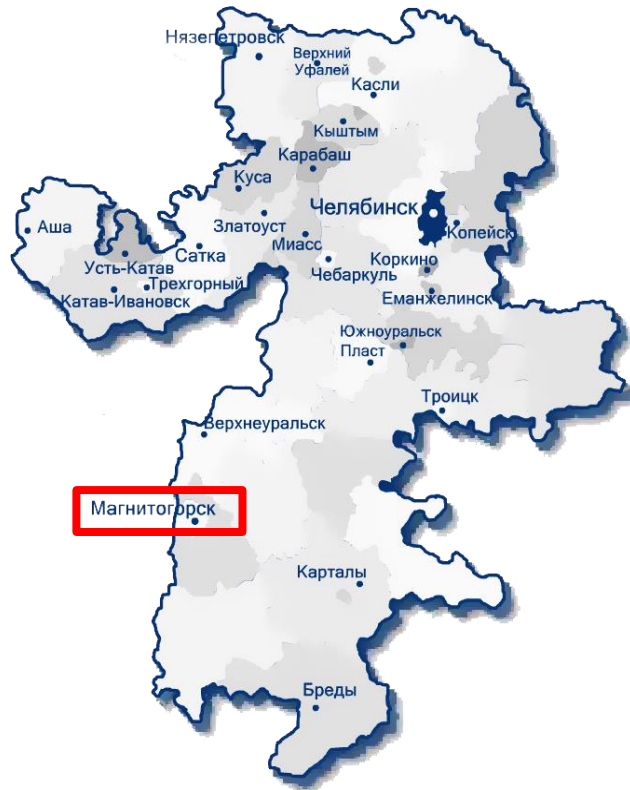 Нязепетровск
Верхний
Уфалей
Касли
Кыштым
Карабаш
Куса
Челябинск
Златоуст
Копейск
Аша
Миасс
Сатка
Коркино
Усть-Катав
Чебаркуль
Трехгорный
Катав-Ивановск
Еманжелинск
Южноуральск
Пласт
Троицк
Верхнеуральск
Магнитогорск
Карталы
Бреды